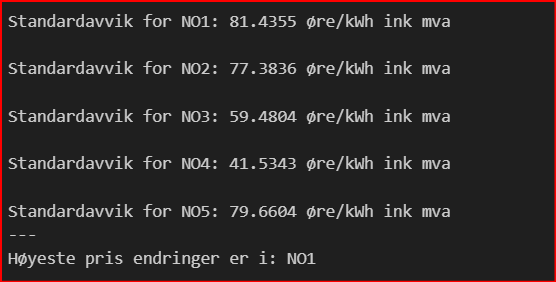 Standardavvik for NO1: 81.4355 øre/kWh ink mva
Standardavvik for NO2: 77.3836 øre/kWh ink mva
Standardavvik for NO3: 59.4804 øre/kWh ink mva
Standardavvik for NO4: 41.5343 øre/kWh ink mva
Standardavvik for NO5: 79.6604 øre/kWh ink mva
---
Høyeste pris endringer er i: NO1